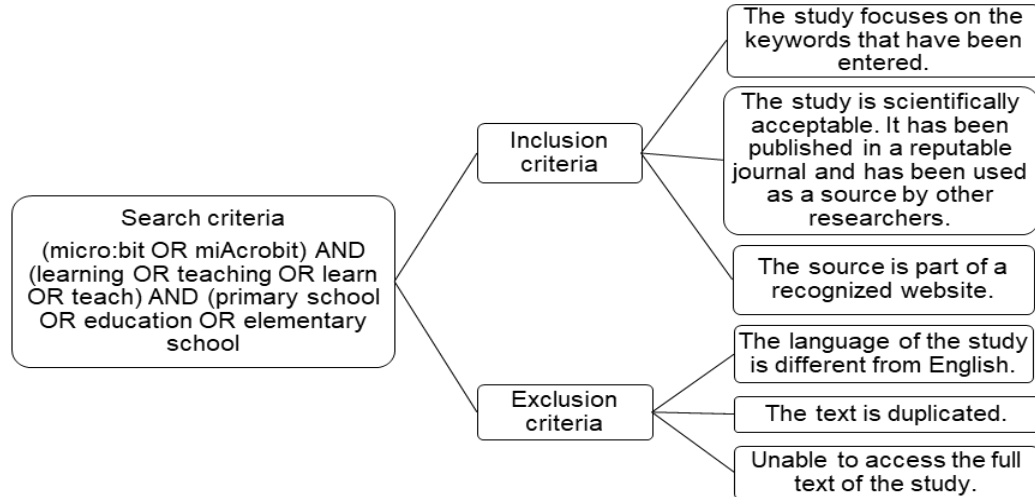 Search criteria
(micro:bit OR miAcrobit) AND
(learning OR teaching OR learn
OR teach) AND (primary school
OR education OR elementary
school
Inclusion
criteria
The study focuses on the
keywords that have been
entered.
The study is scientifically
acceptable. It has been
published in a reputable
journal and has been used
as a source by other
researchers.
The source is part of a
recognized website.
Exclusion
criteria
The language of the study
is different from English.
The text is duplicated.
Unable to access the full
text of the study.